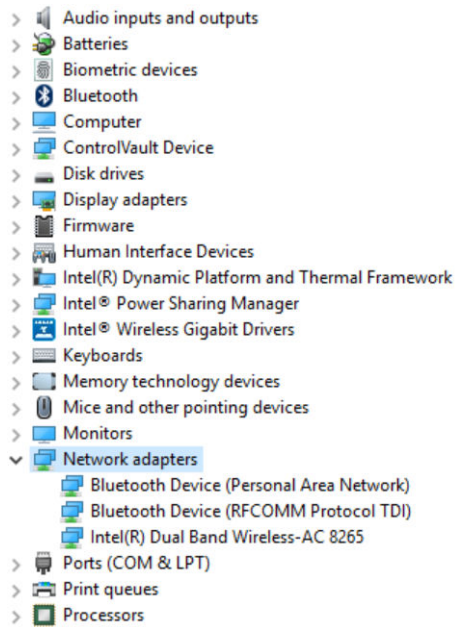 Audio inputs and outputs
Batteries
Biometric devices
Bluetooth
Computer
ControlVault Device
Disk drives
Display adapters
Firmware
Human Interface Devices
Intel(R) Dynamic Platform and Thermal Framework
Intel® Power Sharing Manager
Intel® Wireless Gigabit Drivers
Keyboards
Memory technology devices
Mice and other pointing devices
Monitors
Network adapters
Bluetooth Device (Personal Area Network)
Bluetooth Device (RFCOMM Protocol TDI)
Intel(R) Dual Band Wireless-AC 8265
Ports (COM & LPT)
Print queues
Processors